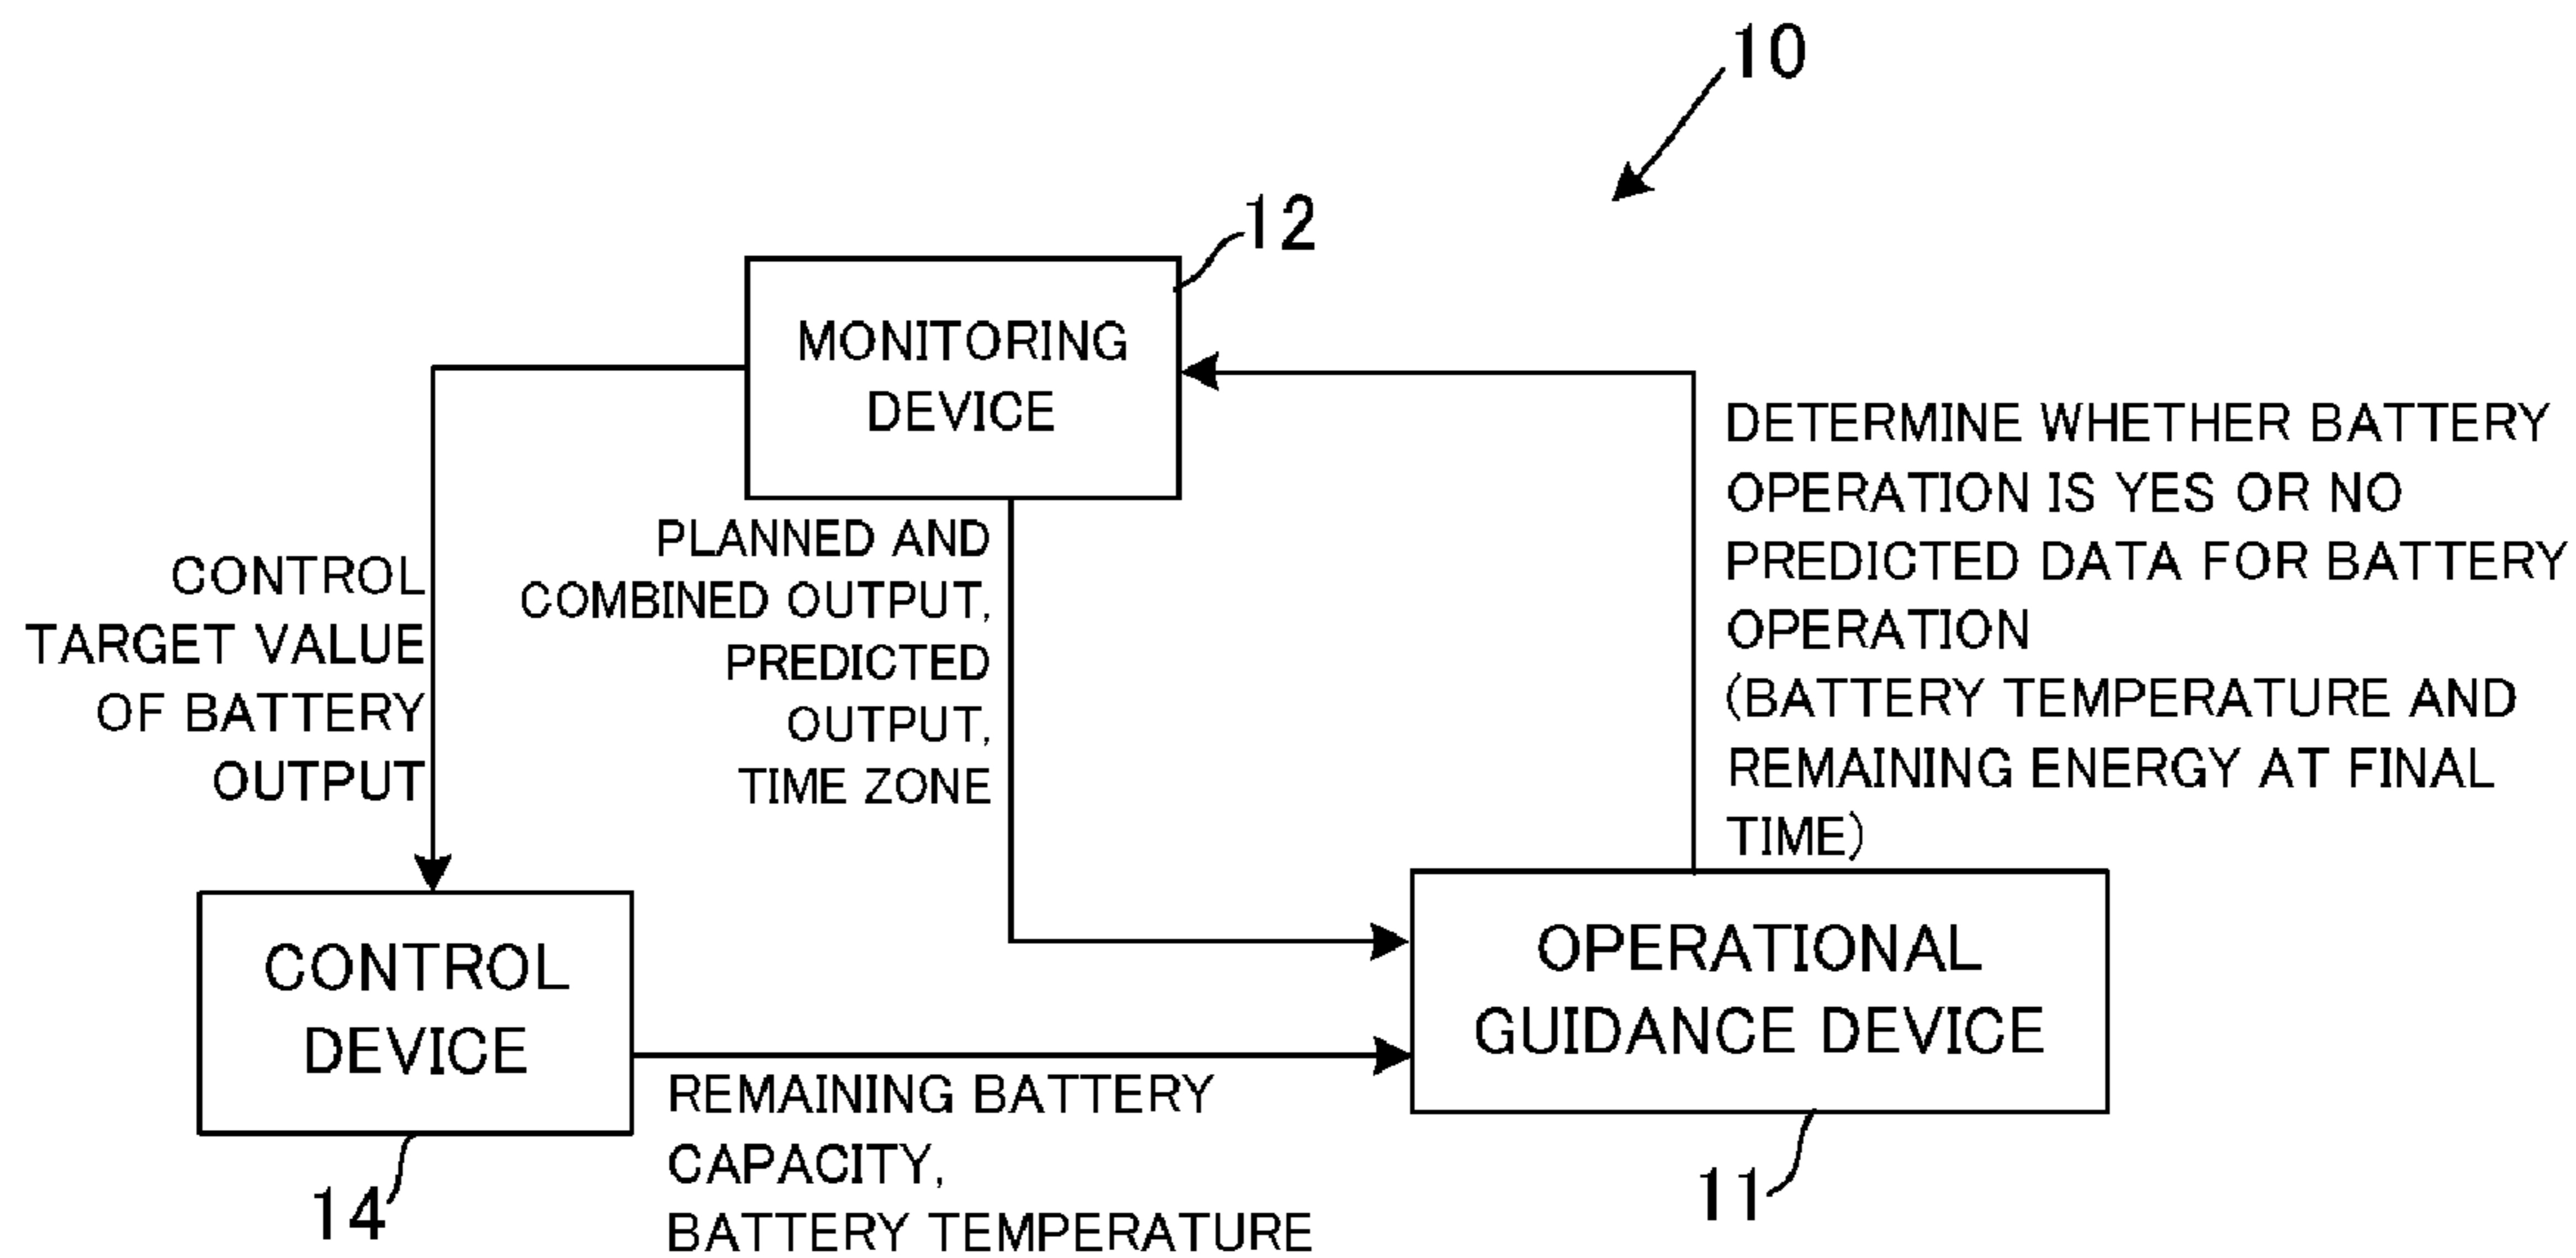 10
12
MONITORING
DEVICE
DETERMINE WHETHER BATTERY
OPERATION IS YES OR NO
PREDICTED DATA FOR BATTERY
OPERATION
(BATTERY TEMPERATURE AND
REMAINING ENERGY AT FINAL
TIME)
PLANNED AND
COMBINED OUTPUT,
PREDICTED
OUTPUT,
TIME ZONE
CONTROL
TARGET VALUE
OF BATTERY
OUTPUT
CONTROL
DEVICE
14
OPERATIONAL
GUIDANCE DEVICE
11
REMAINING BATTERY
CAPACITY,
BATTERY TEMPERATURE